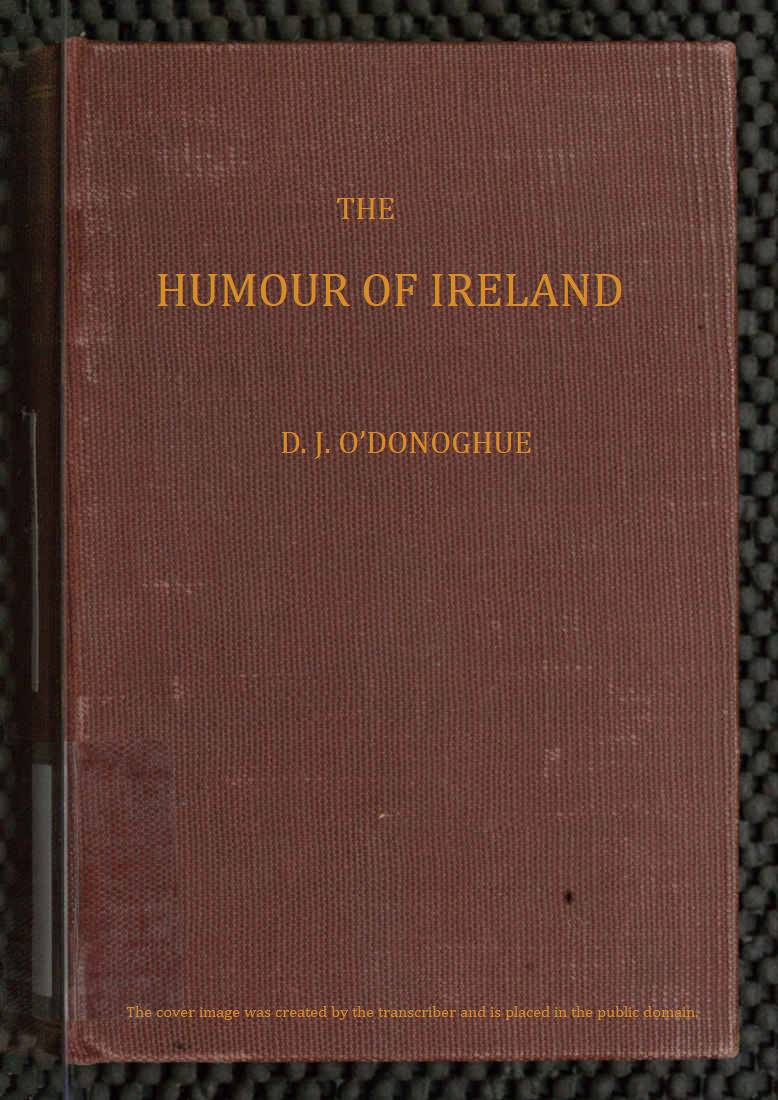 THE
HUMOUR OF IRELAND
D. J. O’DONOGHUE
The cover image was created by the transcriber and is placed in the public domain.